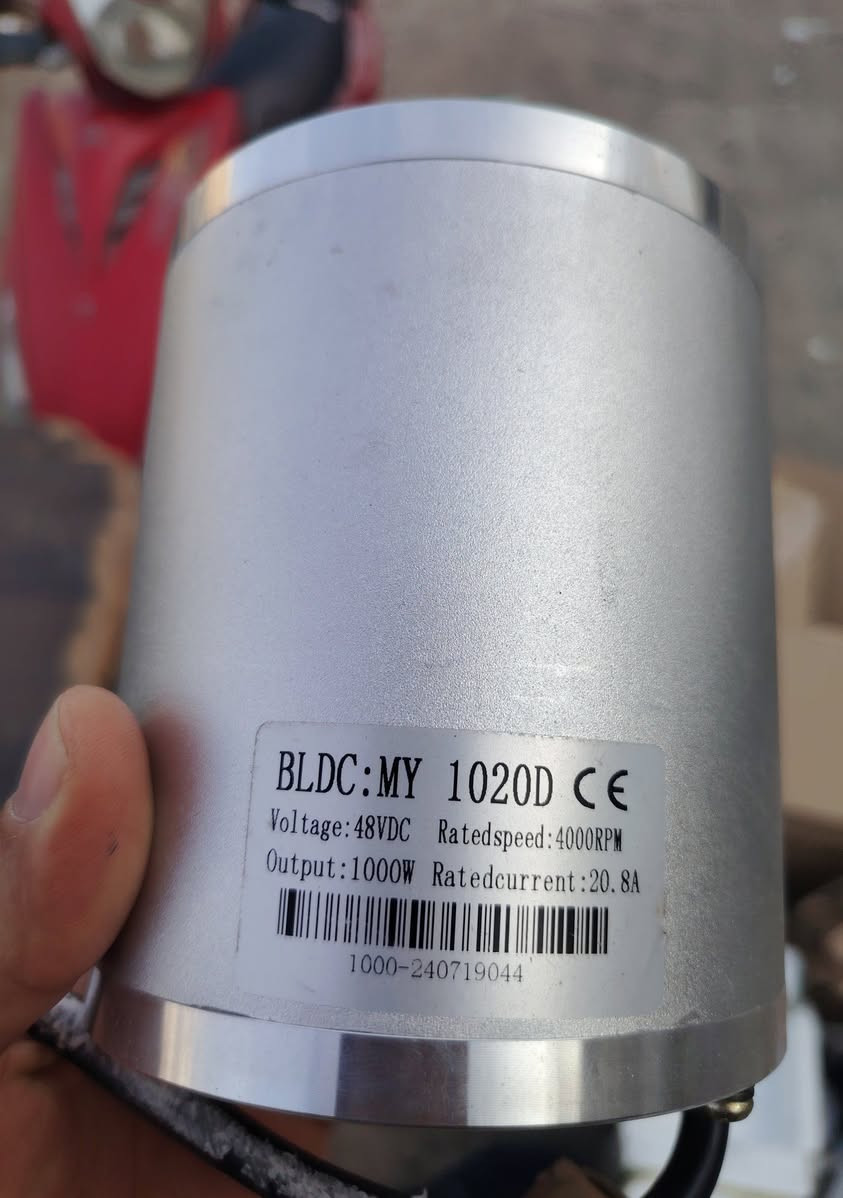 BLDC:MY 1020D CE
Voltage:48VDC Ratedspeed:4000RPM
Output:1000W Ratedcurrent:20.8A
1000-240719044